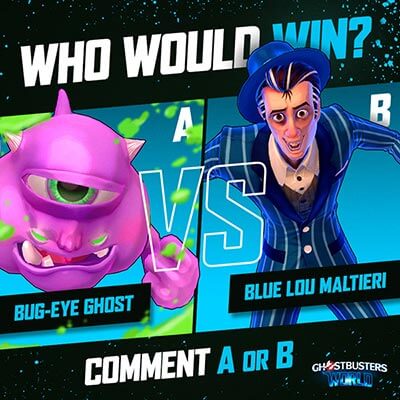 WHO WOULD WIN?
A
B
VS
BUG-EYE GHOST
BLUE LOU MALTIERI
COMMENT A OR B
GHOSTBUSTERS
WORLD